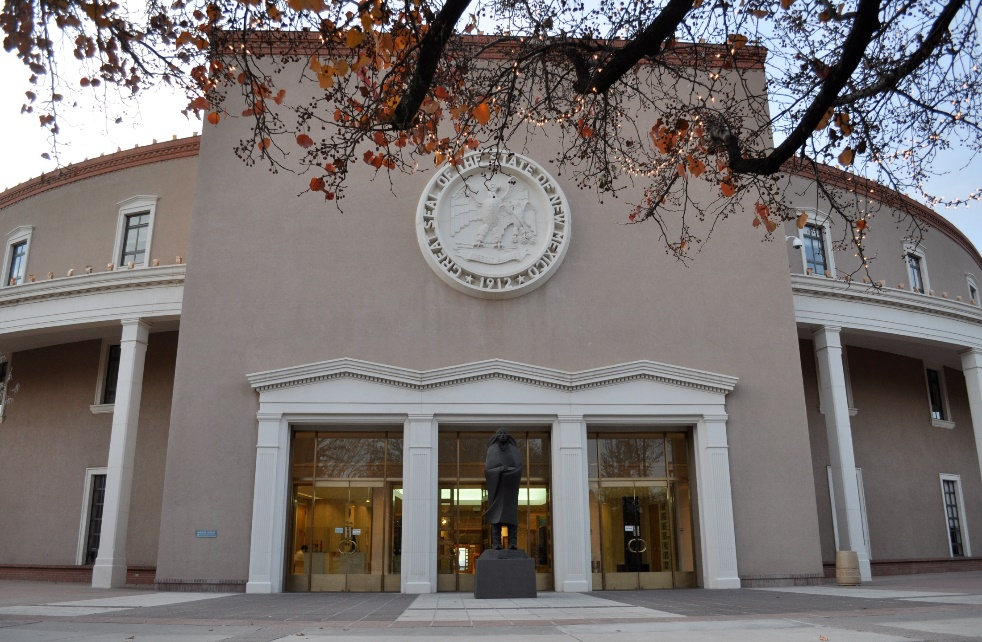 GREAT SEAL OF THE STATE OF NEW MEXICO
★ 1912 ★